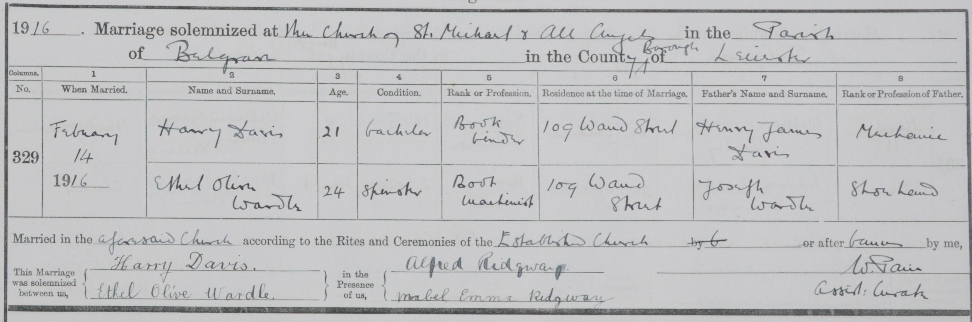 1916. Marriage solemnized at the Church of St. Michael & All Angels in the Parish
of Belgrave in the County Borough of Leicester
Columns. 1 2 3 4 5 6 7 8
No. When Married. Name and Surname. Age. Condition. Rank or Profession. Residence at the time of Marriage. Father's Name and Surname. Rank or Profession of Father.
329 February 14 1916
Harry Davis 21 bachelor Book binder 109 Wand Street Henry James Davis Mechanic
Ethel Olive Wardle 24 Spinster Boot Machinist 109 Wand Street Joseph Wardle Shoe hand
Married in the aforesaid Church according to the Rites and Ceremonies of the Established Church by b or after banns by me,
This Marriage was solemnized between us, Harry Davis. Ethel Olive Wardle. in the Presence of us, Alfred Ridgway Mabel Emma Ridgway
W. Pain
Assist: Curate